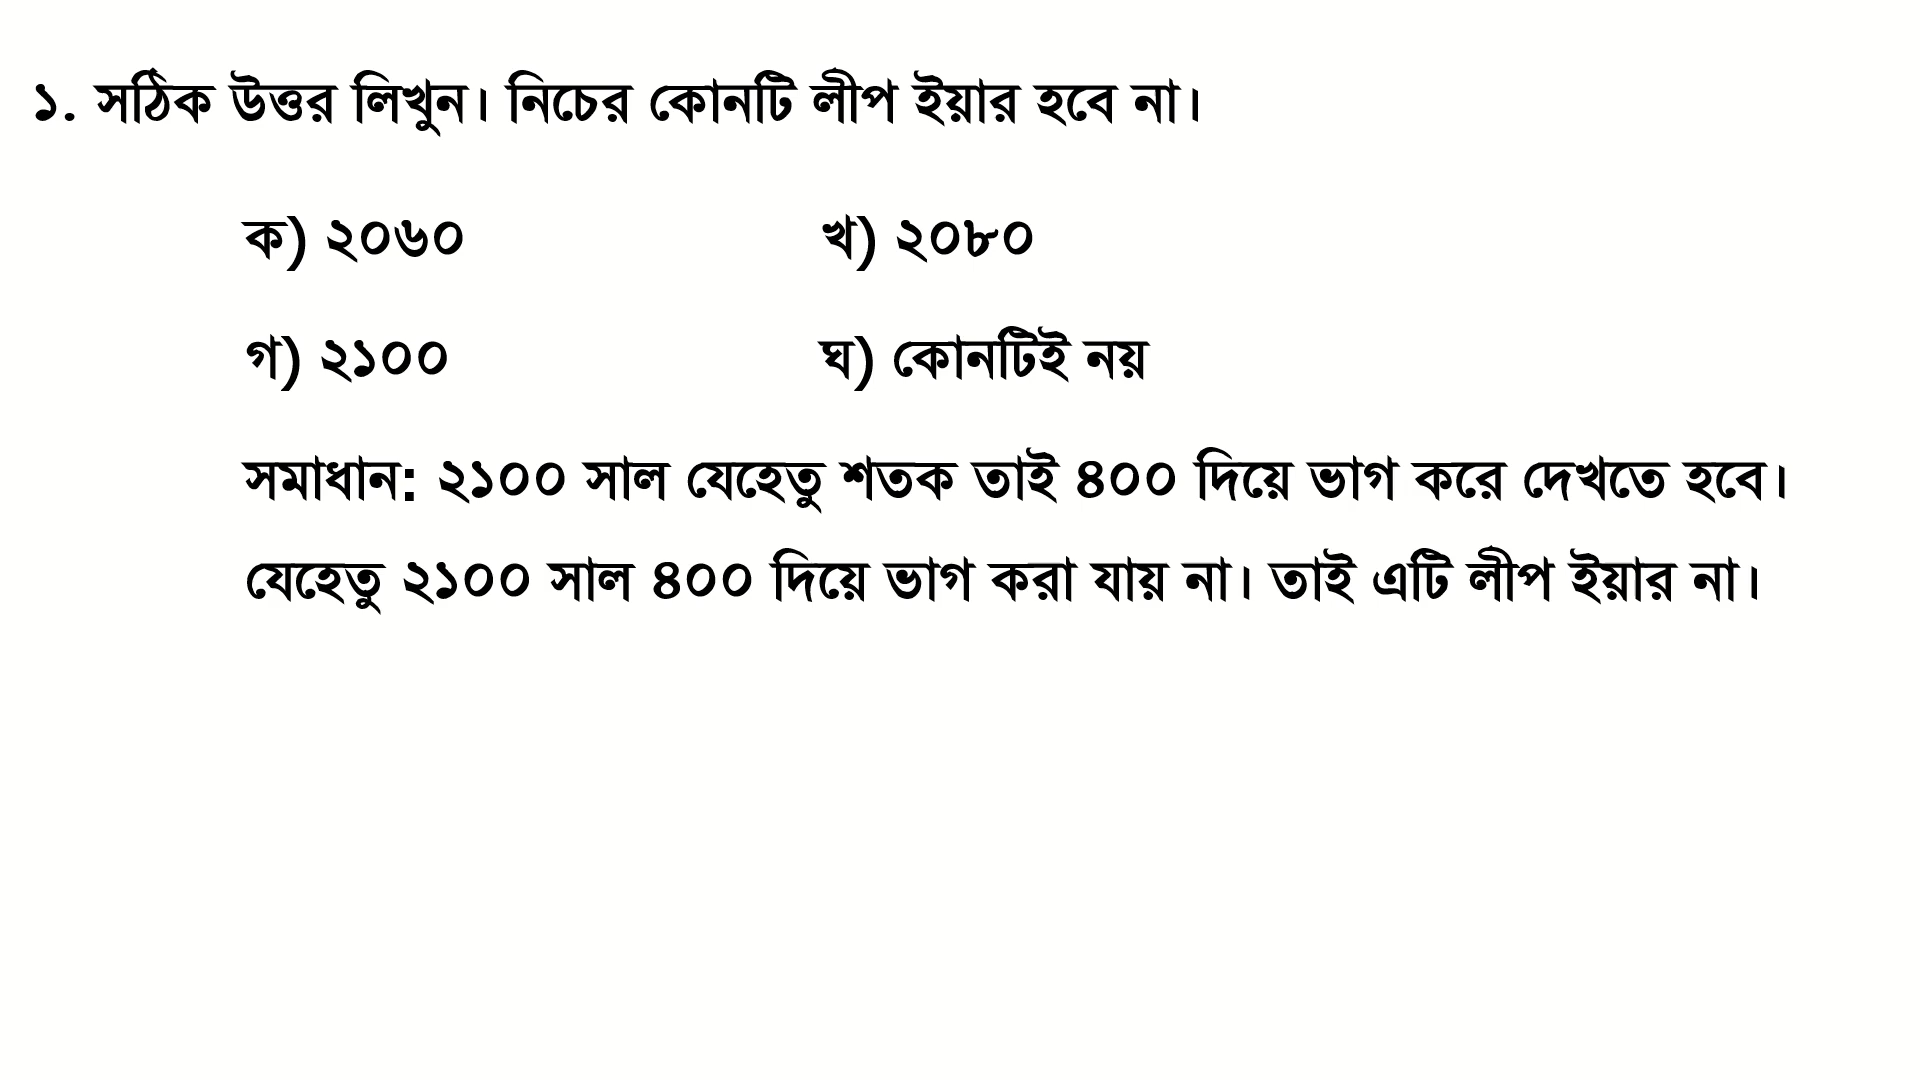 ১. সঠিক উত্তর লিখুন। নিচের কোনটি লীপ ইয়ার হবে না।
ক) ২০৬০ খ) ২০৮০
গ) ২১০০ ঘ) কোনটিই নয়
সমাধান: ২১০০ সাল যেহেতু শতক তাই ৪০০ দিয়ে ভাগ করে দেখতে হবে।
যেহেতু ২১০০ সাল ৪০০ দিয়ে ভাগ করা যায় না। তাই এটি লীপ ইয়ার না।